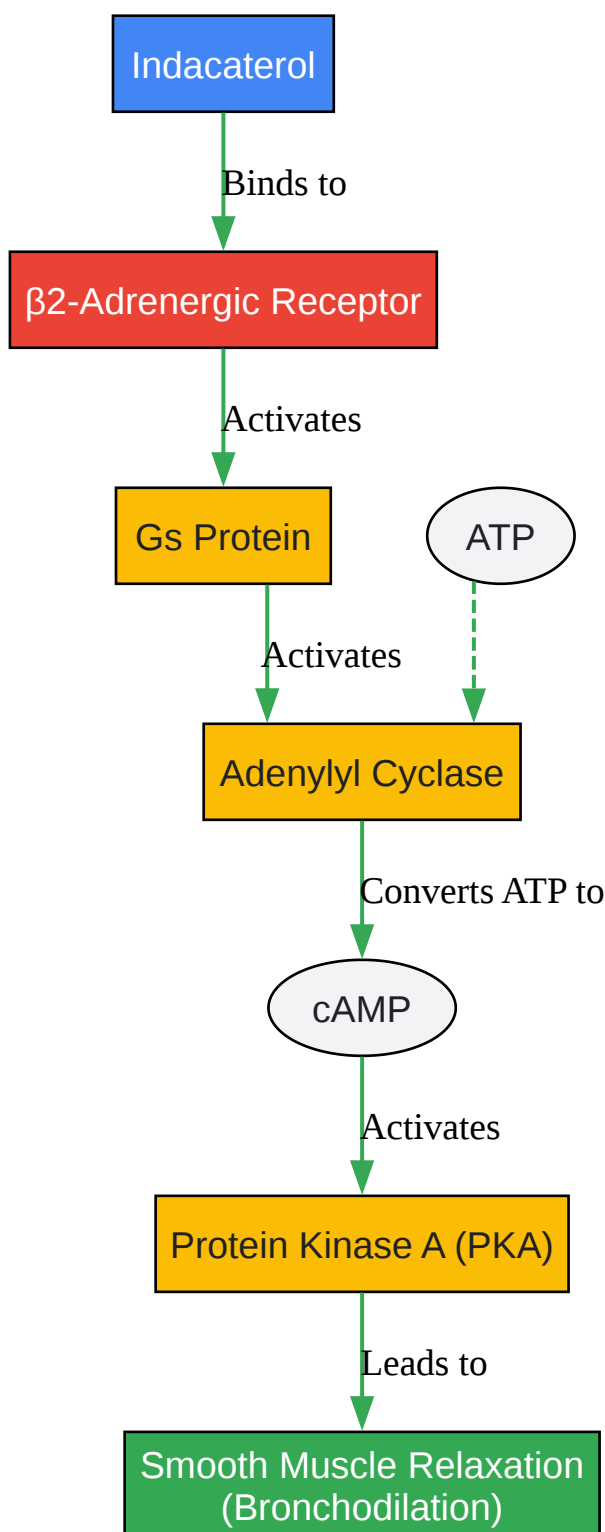 Indacaterol
Binds to
β2-Adrenergic Receptor
Activates
Gs Protein
ATP
Activates
Adenylyl Cyclase
Converts ATP to
cAMP
Activates
Protein Kinase A (PKA)
Leads to
Smooth Muscle Relaxation
(Bronchodilation)